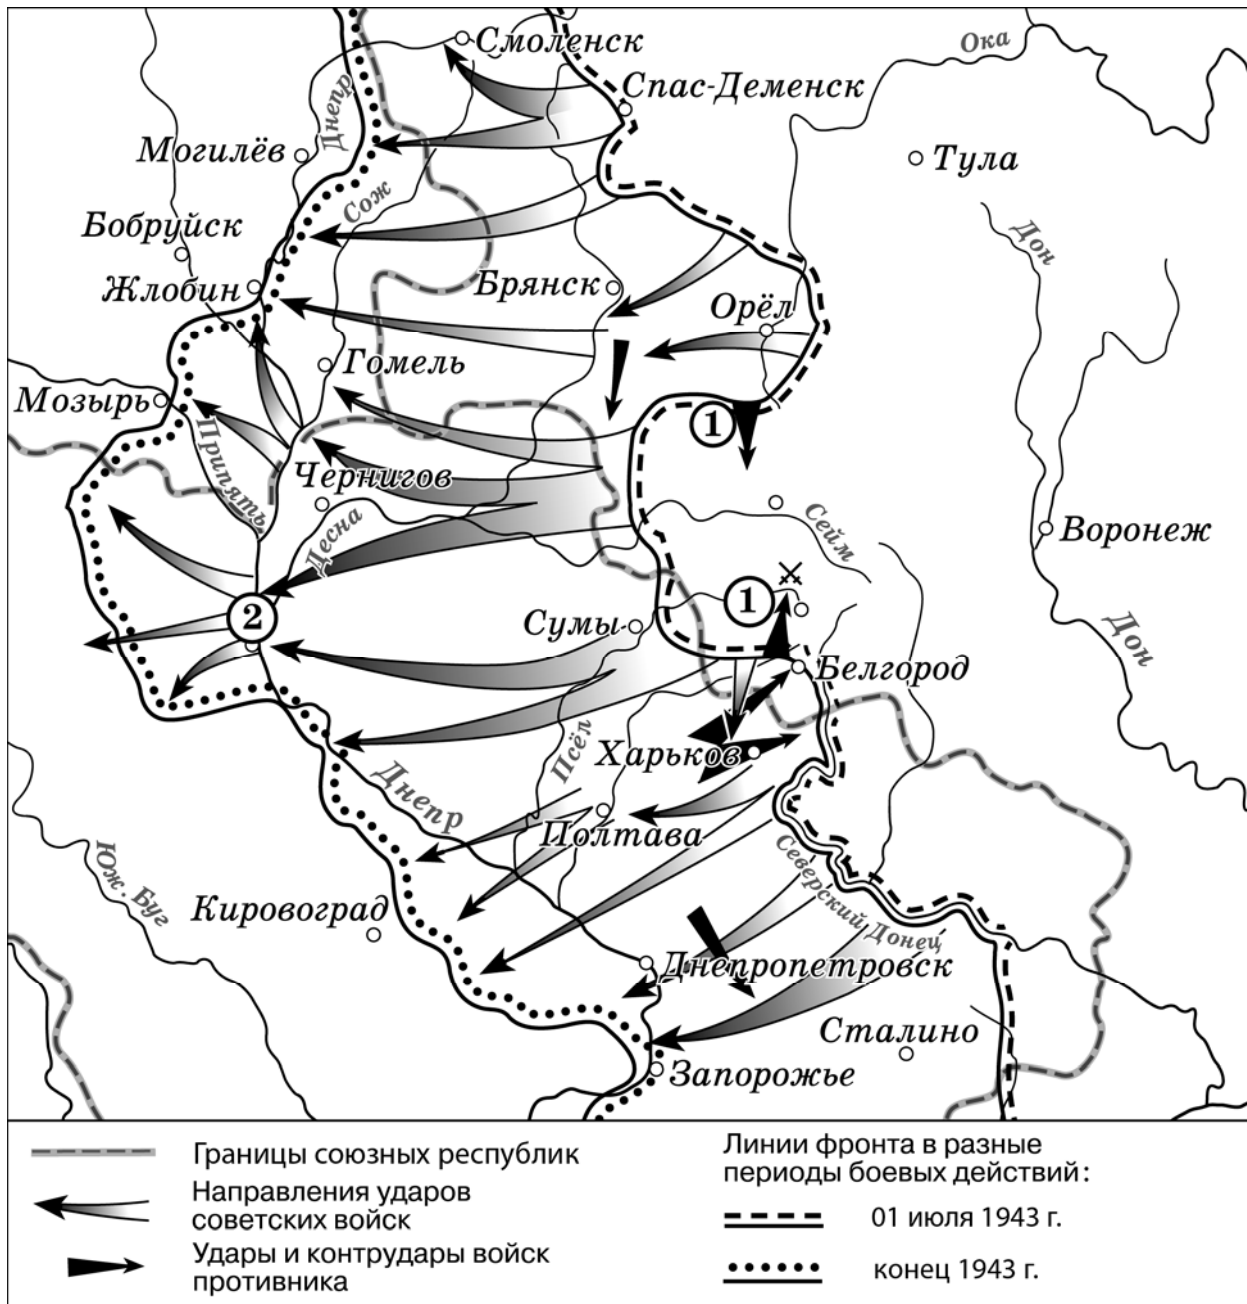 Смоленск
Ока
Спас-Деменск
Днепр
Могилёв
Тула
Сож
Бобруйск
Дон
Жлобин
Брянск
Орёл
Гомель
Мозырь
1
Припять
Чернигов
Десна
Сейм
Воронеж
2
1
Сумы
Дон
Белгород
Псёл
Харьков
Днепр
Полтава
Юж. Буг
Северский Донец
Кировоград
Днепропетровск
Сталино
Запорожье
Границы союзных республик
Направления ударов
советских войск
Удары и контрудары войск
противника
Линии фронта в разные
периоды боевых действий:
01 июля 1943 г.
конец 1943 г.